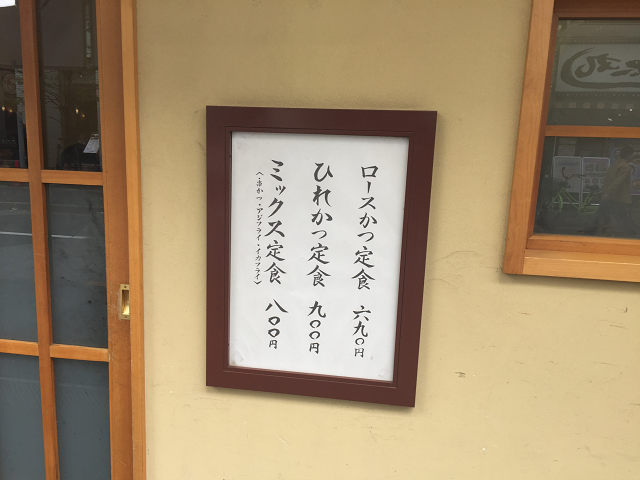 ロースかつ定食 六九〇円
ひれかつ定食 九〇〇円
ミックス定食 八〇〇円
(・串かつ・アジフライ・イカフライ)